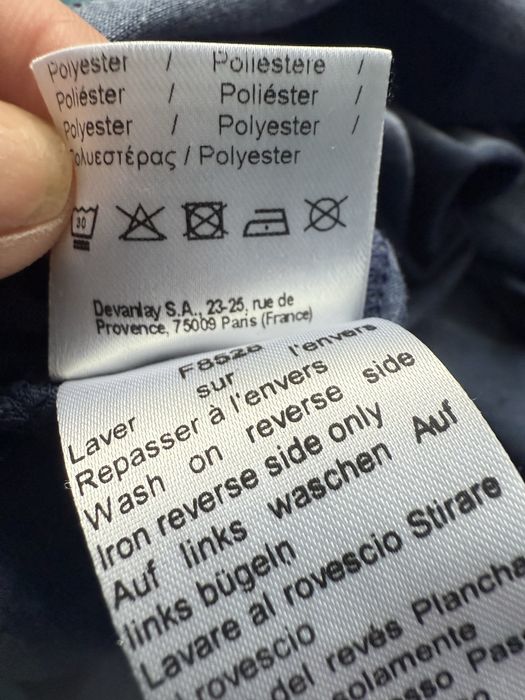 Polyester / Poliestere /
Poliéster / Poliéster /
Polyester / Polyester /
Πολυεστέρας / Polyester
30
Devanlay S.A., 23-25, rue de
Provence, 75009 Paris (France)
F8528
Laver sur l'envers
Repasser à l'envers
Wash on reverse side
Iron reverse side only
Auf links waschen Auf
links bügeln
Lavare al rovescio Stirare
rovescio
del revés Plancha